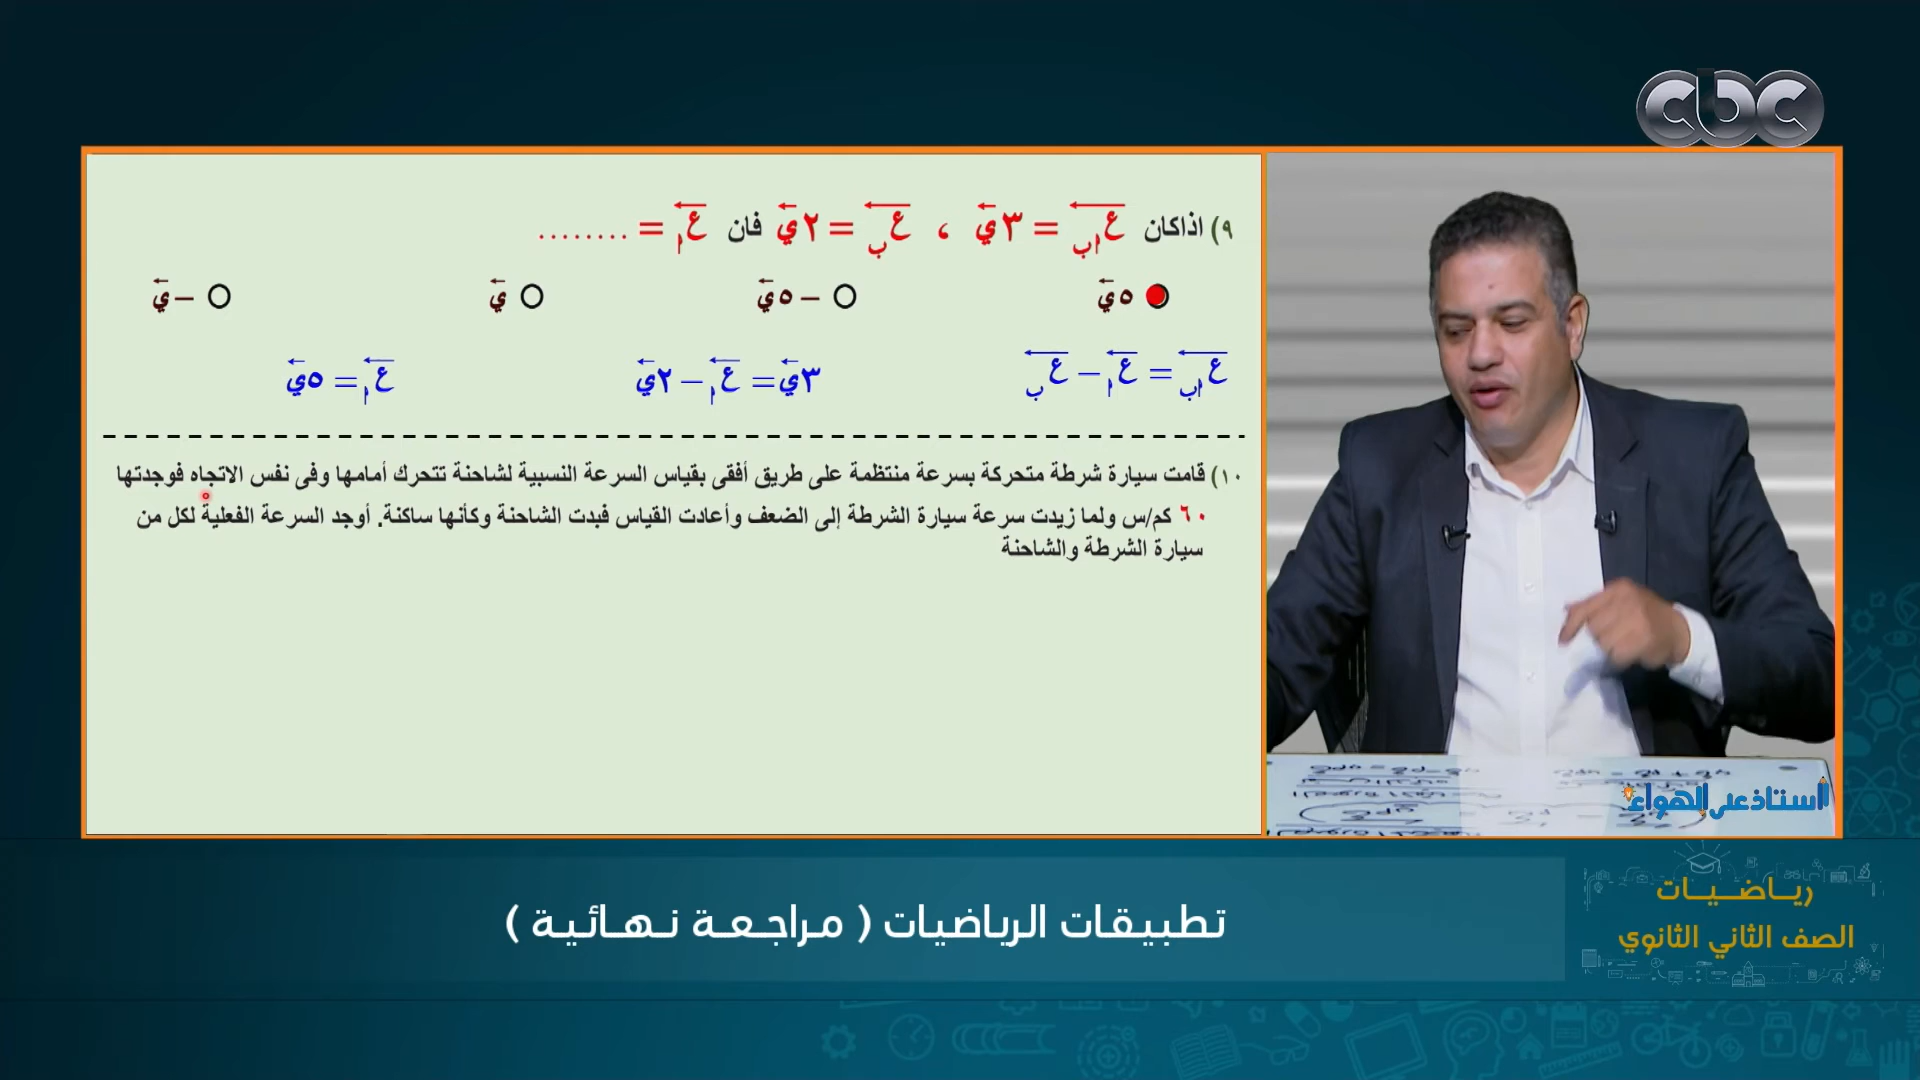 cbc
٩) اذاكان ع اب = ٣ي ، ع ب = ٢ي فان ع ا = ........
٥ي
− ٥ي
ي
− ي
ع اب = ع ا − ع ب
٣ي = ع ا − ٢ي
ع ا = ٥ي
١٠) قامت سيارة شرطة متحركة بسرعة منتظمة على طريق أفقى بقياس السرعة النسبية لشاحنة تتحرك أمامها وفى نفس الاتجاه فوجدتها
٦٠ كم/س ولما زيدت سرعة سيارة الشرطة إلى الضعف وأعادت القياس فبدت الشاحنة وكأنها ساكنة. أوجد السرعة الفعلية لكل من
سيارة الشرطة والشاحنة
أستاذ على الهواء
رياضيات
الصف الثاني الثانوي
تطبيقات الرياضيات ( مراجعة نهائية )